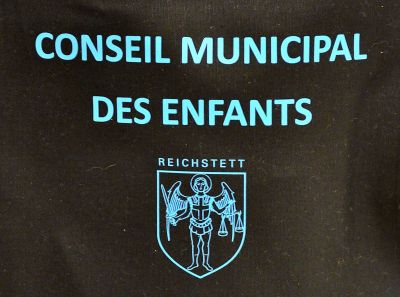 CONSEIL MUNICIPAL
DES ENFANTS
REICHSTETT